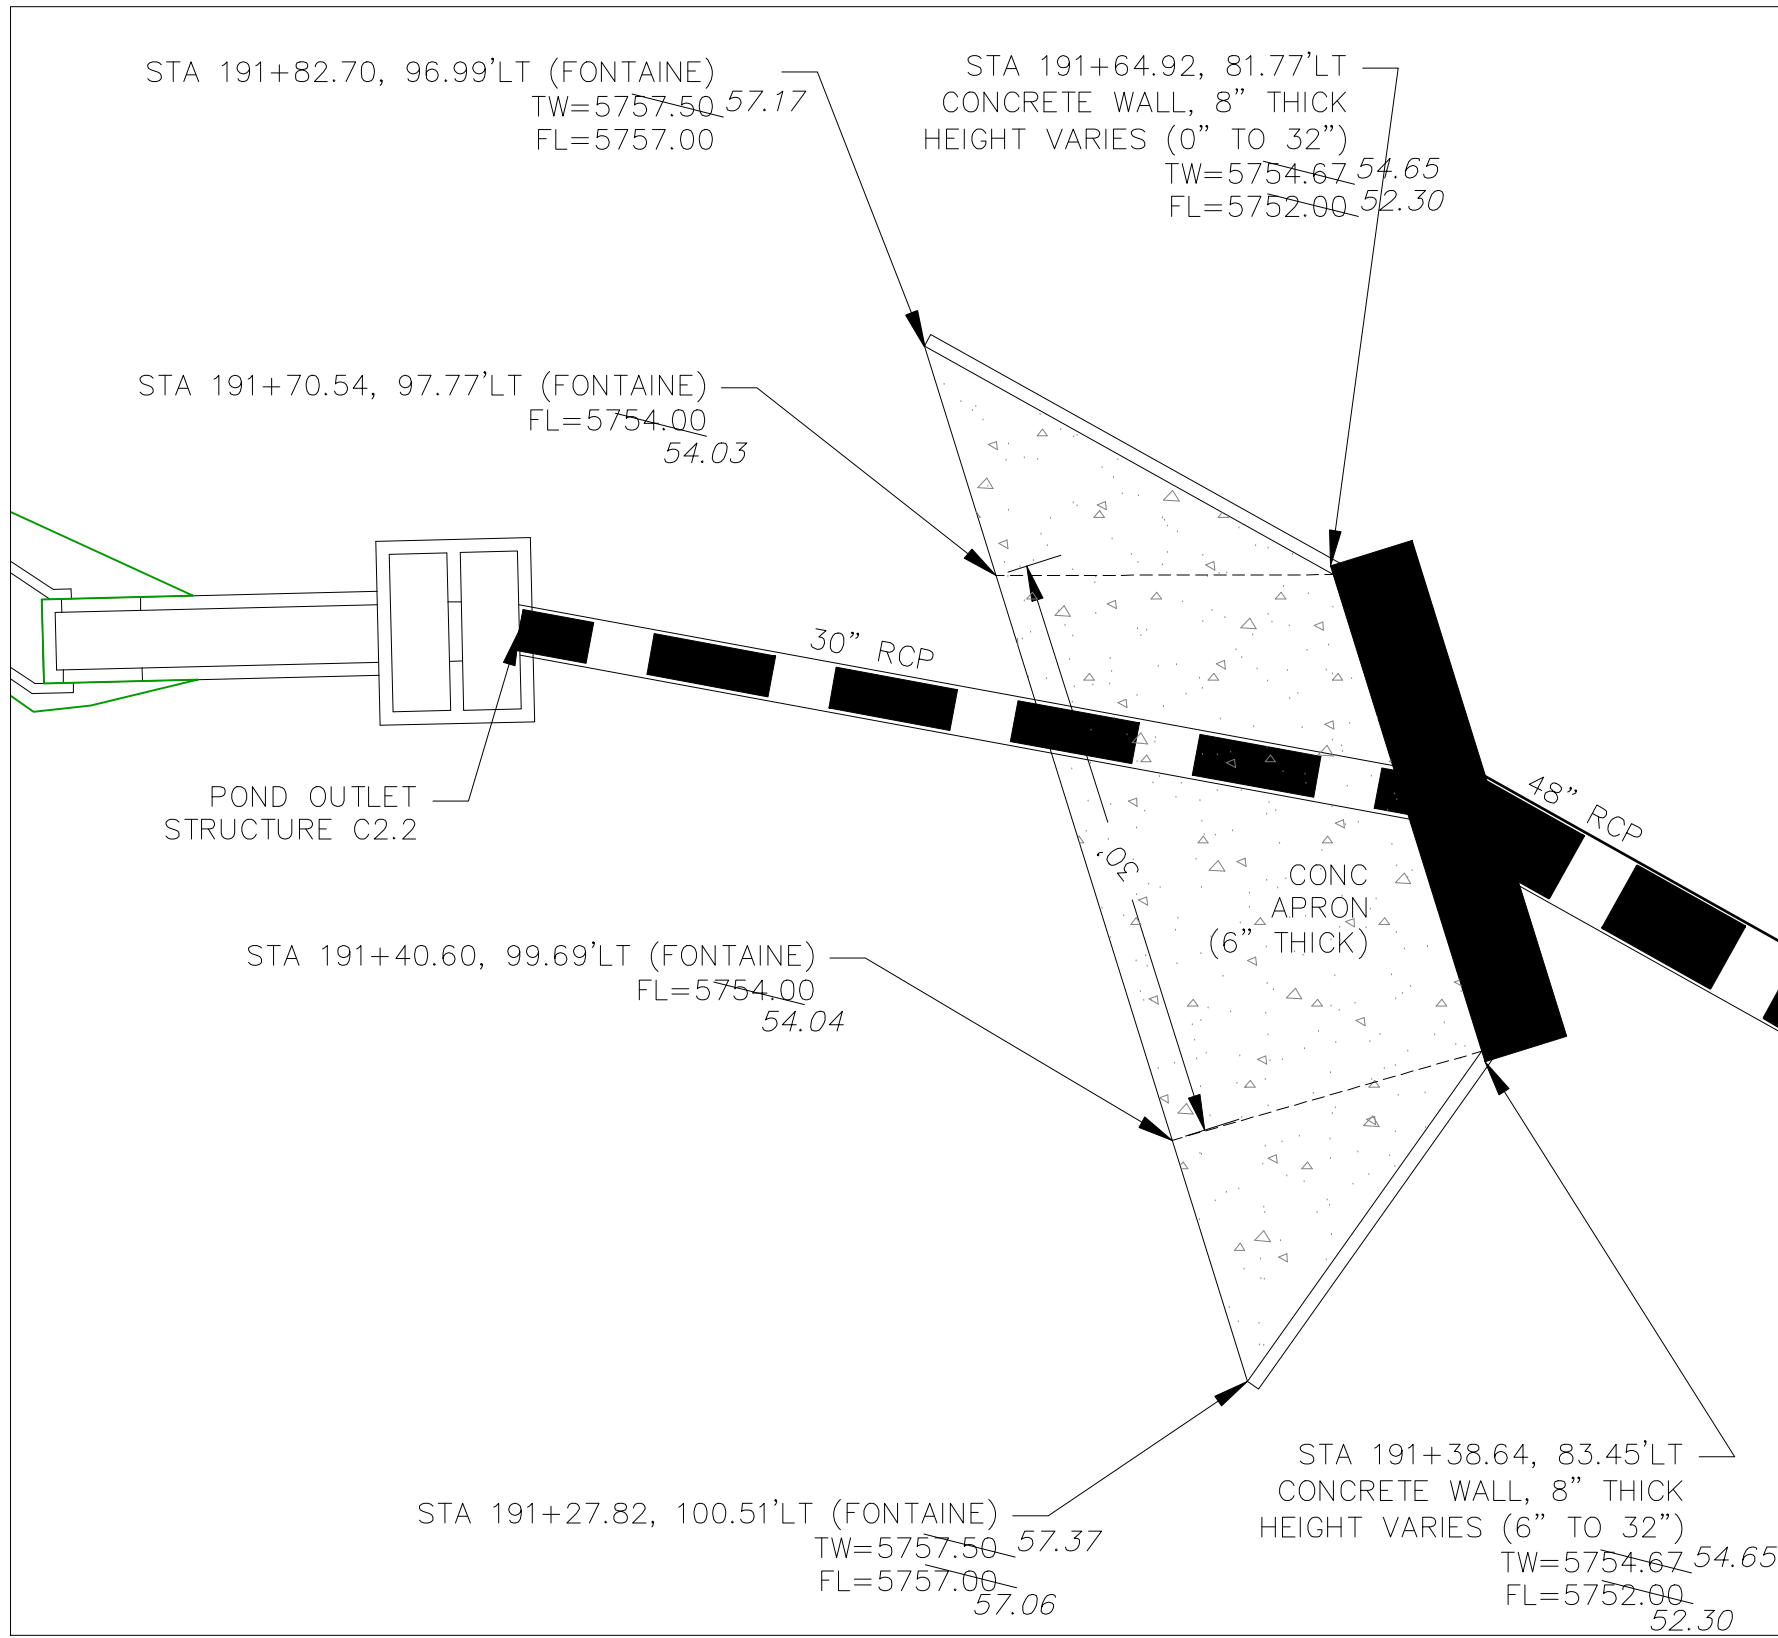 STA 191+82.70, 96.99'LT (FONTAINE)
TW=5757.50 57.17
FL=5757.00
STA 191+64.92, 81.77'LT
CONCRETE WALL, 8" THICK
HEIGHT VARIES (0" TO 32")
TW=5754.67 54.65
FL=5752.00 52.30
STA 191+70.54, 97.77'LT (FONTAINE)
FL=5754.00
54.03
30" RCP
POND OUTLET
STRUCTURE C2.2
48" RCP
30'
CONC
APRON
(6" THICK)
STA 191+40.60, 99.69'LT (FONTAINE)
FL=5754.00
54.04
STA 191+27.82, 100.51'LT (FONTAINE)
TW=5757.50 57.37
FL=5757.00
57.06
STA 191+38.64, 83.45'LT
CONCRETE WALL, 8" THICK
HEIGHT VARIES (6" TO 32")
TW=5754.67 54.65
FL=5752.00
52.30